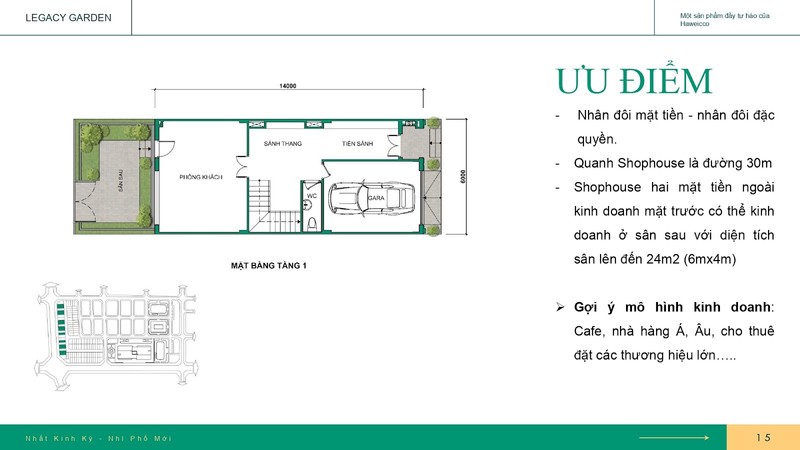 LEGACY GARDEN
Một sản phẩm đầy tự hào của
Haweicco
ƯU ĐIỂM
- Nhân đôi mặt tiền - nhân đôi đặc
quyền.
- Quanh Shophouse là đường 30m
- Shophouse hai mặt tiền ngoài
kinh doanh mặt trước có thể kinh
doanh ở sân sau với diện tích
sân lên đến 24m2 (6mx4m)
➢ Gợi ý mô hình kinh doanh:
Cafe, nhà hàng Á, Âu, cho thuê
đặt các thương hiệu lớn…..
14000
SẢNH THANG
TIỀN SẢNH
SÂN SAU
PHÒNG KHÁCH
WC
GARA
6000
MẶT BẰNG TẦNG 1
Nhất Kinh Kỳ - Nhì Phố Mới
15